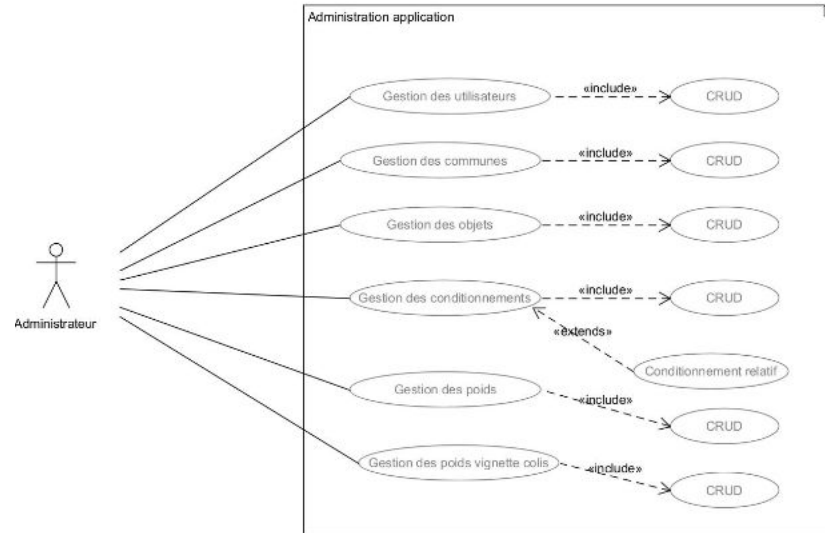 Administration application
Gestion des utilisateurs
«include»
CRUD
Gestion des communes
«include»
CRUD
Gestion des objets
«include»
CRUD
Administrateur
Gestion des conditionnements
«include»
CRUD
«extends»
Conditionnement relatif
Gestion des poids
«include»
CRUD
Gestion des poids vignette colis
«include»
CRUD